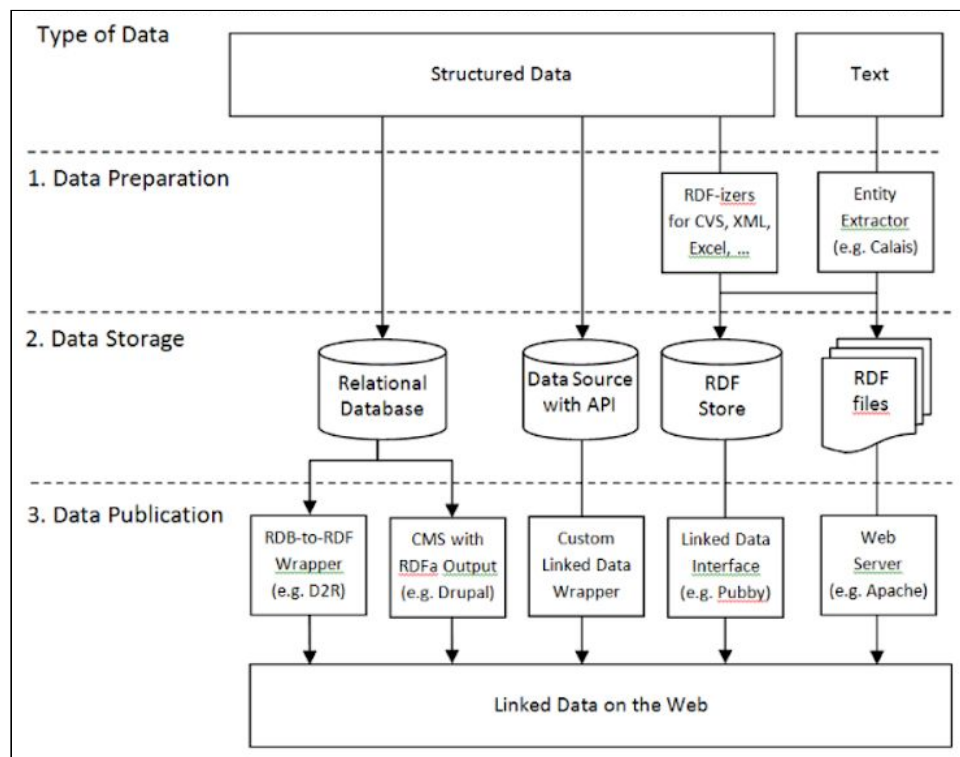 Type of Data
Structured Data
Text
1. Data Preparation
RDF-izers
for CVS, XML,
Excel, ...
Entity
Extractor
(e.g. Calais)
2. Data Storage
Relational
Database
Data Source
with API
RDF
Store
RDF
files
3. Data Publication
RDB-to-RDF
Wrapper
(e.g. D2R)
CMS with
RDFa Output
(e.g. Drupal)
Custom
Linked Data
Wrapper
Linked Data
Interface
(e.g. Pubby)
Web
Server
(e.g. Apache)
Linked Data on the Web